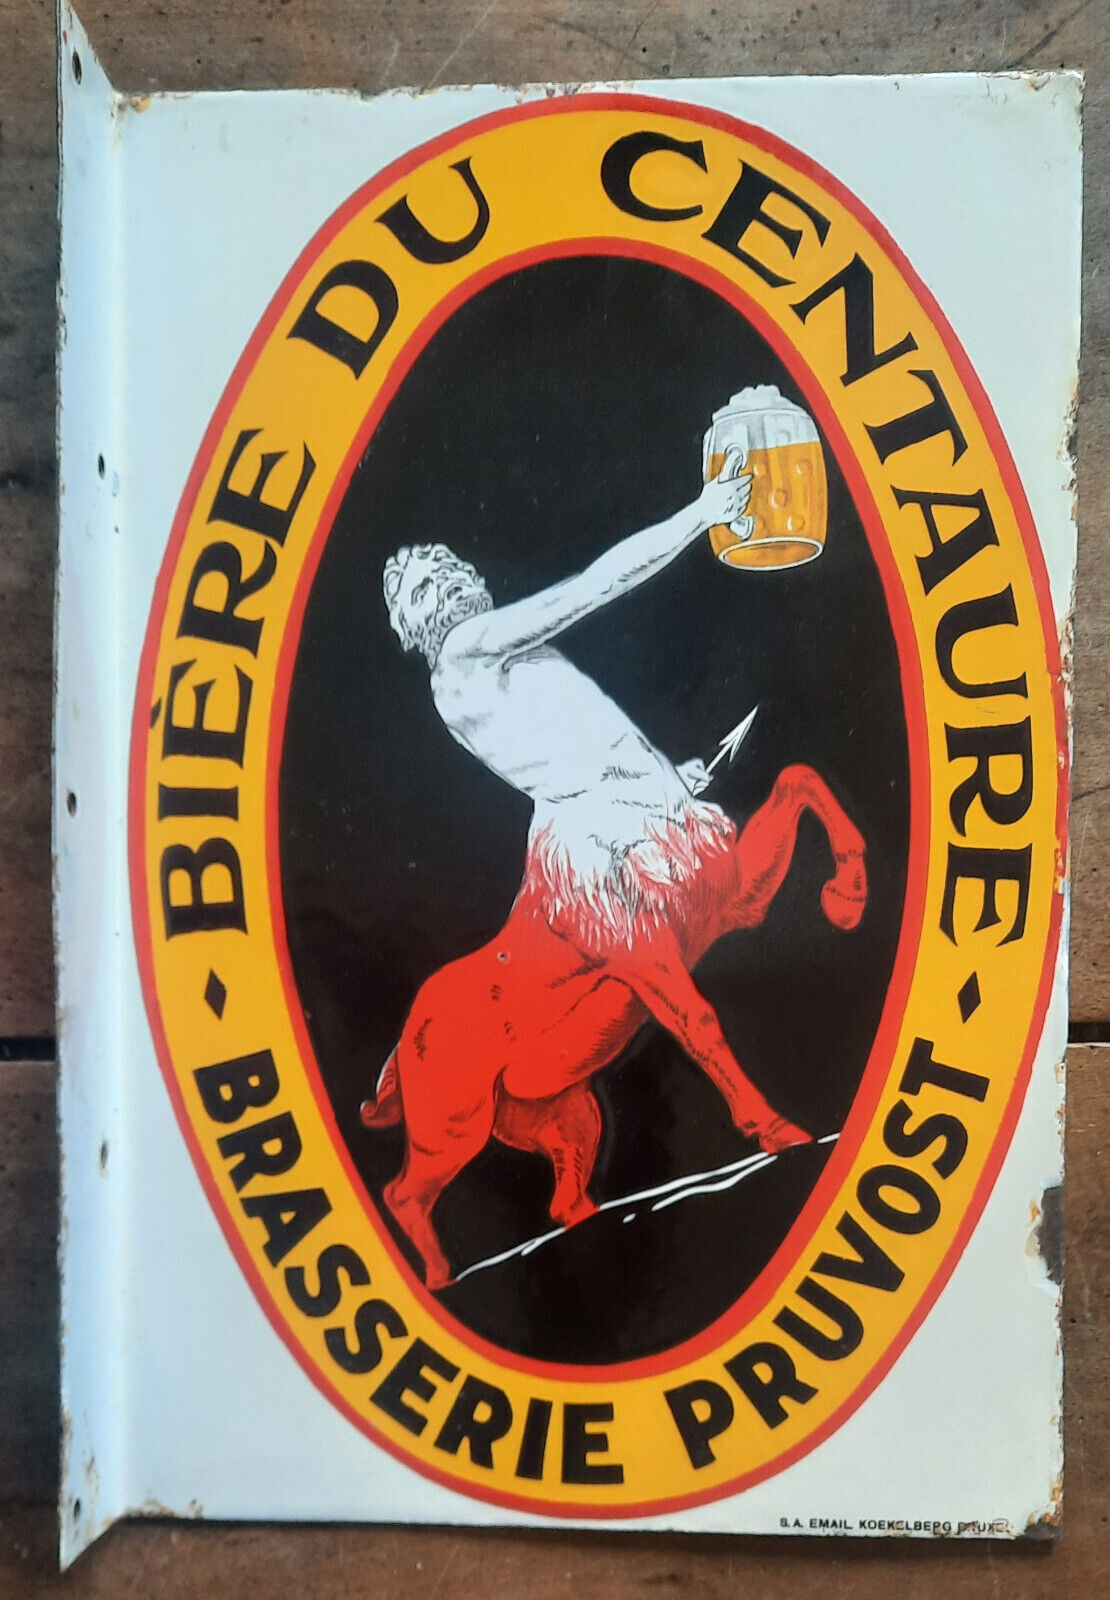 BIÈRE DU CENTAURE
BRASSERIE PRUVOST
S.A. EMAIL. KOEKELBERG